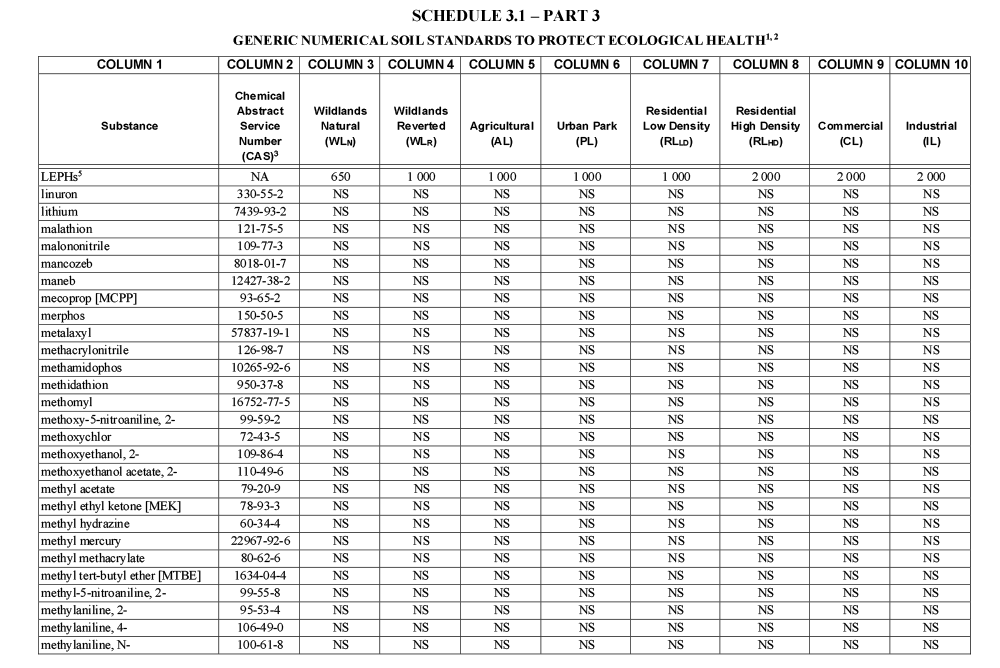 SCHEDULE 3.1 – PART 3
GENERIC NUMERICAL SOIL STANDARDS TO PROTECT ECOLOGICAL HEALTH1, 2
COLUMN 1 COLUMN 2 COLUMN 3 COLUMN 4 COLUMN 5 COLUMN 6 COLUMN 7 COLUMN 8 COLUMN 9 COLUMN 10
Substance Chemical Abstract Service Number (CAS)3 Wildlands Natural (WLN) Wildlands Reverted (WLR) Agricultural (AL) Urban Park (PL) Residential Low Density (RLLD) Residential High Density (RLHD) Commercial (CL) Industrial (IL)
LEPHs5 NA 650 1 000 1 000 1 000 1 000 2 000 2 000 2 000
linuron 330-55-2 NS NS NS NS NS NS NS NS
lithium 7439-93-2 NS NS NS NS NS NS NS NS
malathion 121-75-5 NS NS NS NS NS NS NS NS
malononitrile 109-77-3 NS NS NS NS NS NS NS NS
mancozeb 8018-01-7 NS NS NS NS NS NS NS NS
maneb 12427-38-2 NS NS NS NS NS NS NS NS
mecoprop [MCPP] 93-65-2 NS NS NS NS NS NS NS NS
merphos 150-50-5 NS NS NS NS NS NS NS NS
metalaxyl 57837-19-1 NS NS NS NS NS NS NS NS
methacrylonitrile 126-98-7 NS NS NS NS NS NS NS NS
methamidophos 10265-92-6 NS NS NS NS NS NS NS NS
methidathion 950-37-8 NS NS NS NS NS NS NS NS
methomyl 16752-77-5 NS NS NS NS NS NS NS NS
methoxy-5-nitroaniline, 2- 99-59-2 NS NS NS NS NS NS NS NS
methoxychlor 72-43-5 NS NS NS NS NS NS NS NS
methoxyethanol, 2- 109-86-4 NS NS NS NS NS NS NS NS
methoxyethanol acetate, 2- 110-49-6 NS NS NS NS NS NS NS NS
methyl acetate 79-20-9 NS NS NS NS NS NS NS NS
methyl ethyl ketone [MEK] 78-93-3 NS NS NS NS NS NS NS NS
methyl hydrazine 60-34-4 NS NS NS NS NS NS NS NS
methyl mercury 22967-92-6 NS NS NS NS NS NS NS NS
methyl methacrylate 80-62-6 NS NS NS NS NS NS NS NS
methyl tert-butyl ether [MTBE] 1634-04-4 NS NS NS NS NS NS NS NS
methyl-5-nitroaniline, 2- 99-55-8 NS NS NS NS NS NS NS NS
methylaniline, 2- 95-53-4 NS NS NS NS NS NS NS NS
methylaniline, 4- 106-49-0 NS NS NS NS NS NS NS NS
methylaniline, N- 100-61-8 NS NS NS NS NS NS NS NS